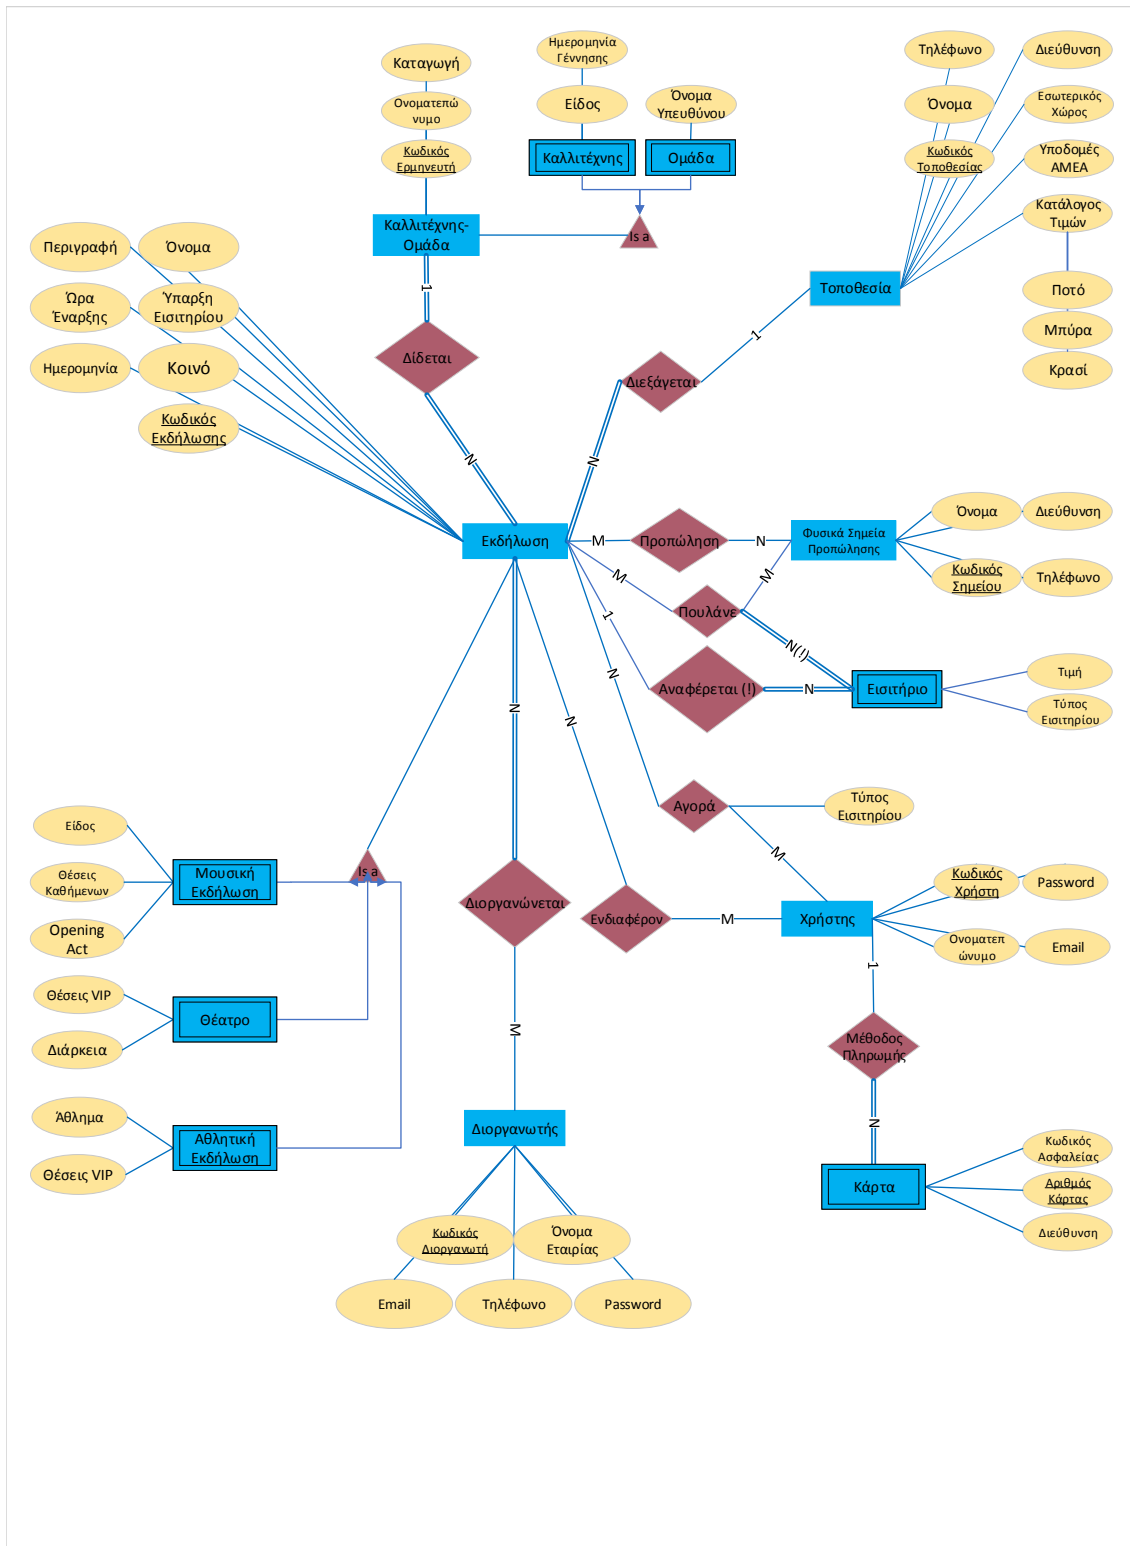 Καταγωγή
Ονοματεπώ
νυμο
Κωδικός
Ερμηνευτή
Ημερομηνία
Γέννησης
Είδος
Όνομα
Υπευθύνου
Καλλιτέχνης
Ομάδα
Καλλιτέχνης-
Ομάδα
Is a
Τηλέφωνο
Διεύθυνση
Όνομα
Εσωτερικός
Χώρος
Κωδικός
Τοποθεσίας
Υποδομές
ΑΜΕΑ
Κατάλογος
Τιμών
Τοποθεσία
Ποτό
Μπύρα
Κρασί
Περιγραφή
Όνομα
Ώρα
Έναρξης
Ύπαρξη
Εισιτηρίου
Ημερομηνία
Κοινό
Κωδικός
Εκδήλωσης
1
Δίδεται
N
1
Διεξάγεται
N
Εκδήλωση
M
Προπώληση
N
Φυσικά Σημεία
Προπώλησης
Όνομα
Διεύθυνση
Κωδικός
Σημείου
Τηλέφωνο
M
Πουλάνε
M
N(!)
1
Αναφέρεται (!)
N
Εισιτήριο
Τιμή
Τύπος
Εισιτηρίου
N
Αγορά
Τύπος
Εισιτηρίου
M
N
N
Είδος
Θέσεις
Καθήμενων
Opening
Act
Μουσική
Εκδήλωση
Is a
Θέσεις VIP
Διάρκεια
Θέατρο
Άθλημα
Θέσεις VIP
Αθλητική
Εκδήλωση
Διοργανώνεται
M
Ενδιαφέρον
M
Χρήστης
Κωδικός
Χρήστη
Password
Ονοματεπ
ώνυμο
Email
1
Μέθοδος
Πληρωμής
N
Κάρτα
Κωδικός
Ασφαλείας
Αριθμός
Κάρτας
Διεύθυνση
Διοργανωτής
Κωδικός
Διοργανωτή
Όνομα
Εταιρίας
Email
Τηλέφωνο
Password